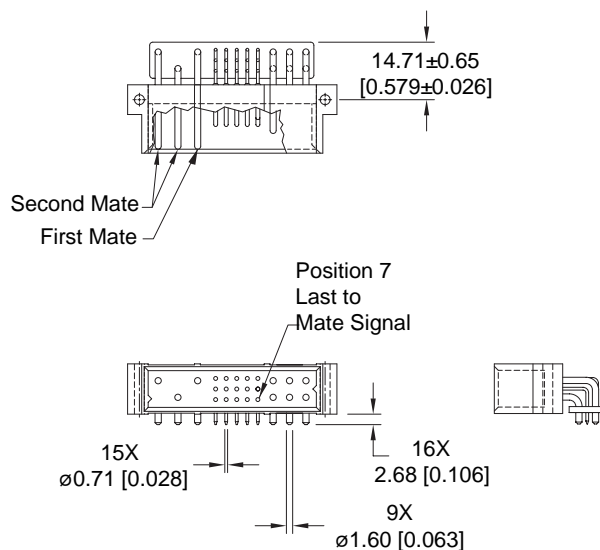 14.71±0.65
[0.579±0.026]
Second Mate
First Mate
Position 7
Last to
Mate Signal
15X
ø0.71 [0.028]
16X
2.68 [0.106]
9X
ø1.60 [0.063]